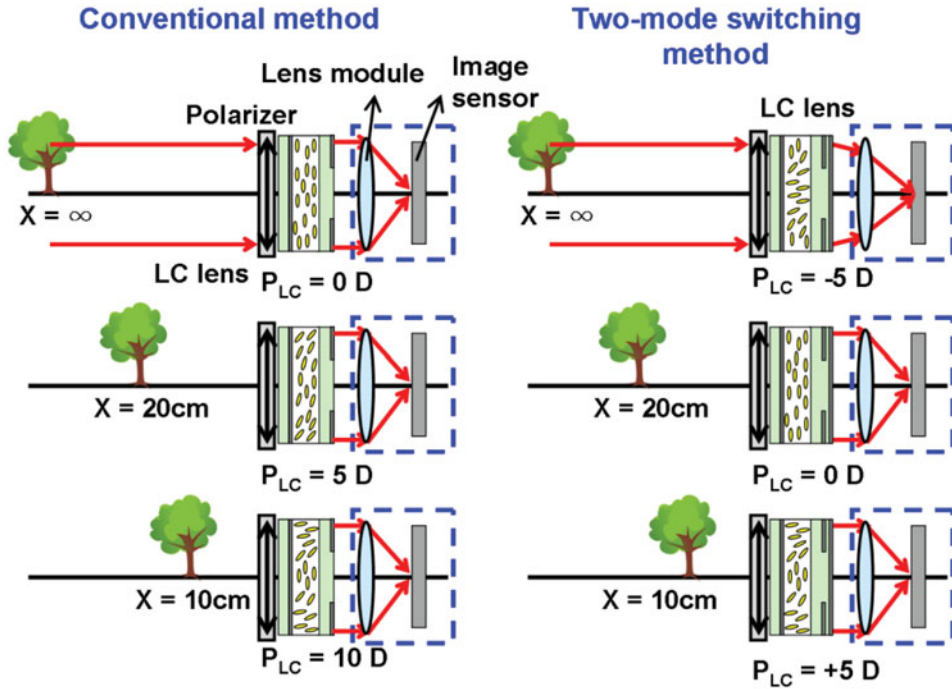 Conventional method
Two-mode switching
method
Lens module
Image
sensor
Polarizer
LC lens
X = ∞
LC lens
P_LC = 0 D
X = ∞
P_LC = -5 D
X = 20cm
P_LC = 5 D
X = 20cm
P_LC = 0 D
X = 10cm
P_LC = 10 D
X = 10cm
P_LC = +5 D